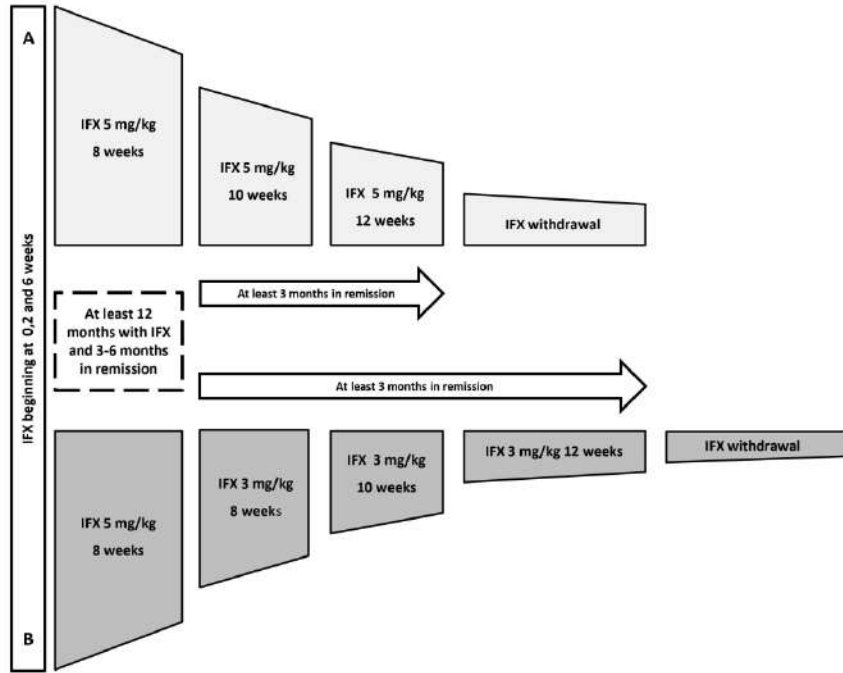 IFX beginning at 0,2 and 6 weeks
A
IFX 5 mg/kg
8 weeks
IFX 5 mg/kg
10 weeks
IFX 5 mg/kg
12 weeks
IFX withdrawal
At least 3 months in remission
At least 12
months with IFX
and 3-6 months
in remission
At least 3 months in remission
B
IFX 5 mg/kg
8 weeks
IFX 3 mg/kg
8 weeks
IFX 3 mg/kg
10 weeks
IFX 3 mg/kg 12 weeks
IFX withdrawal